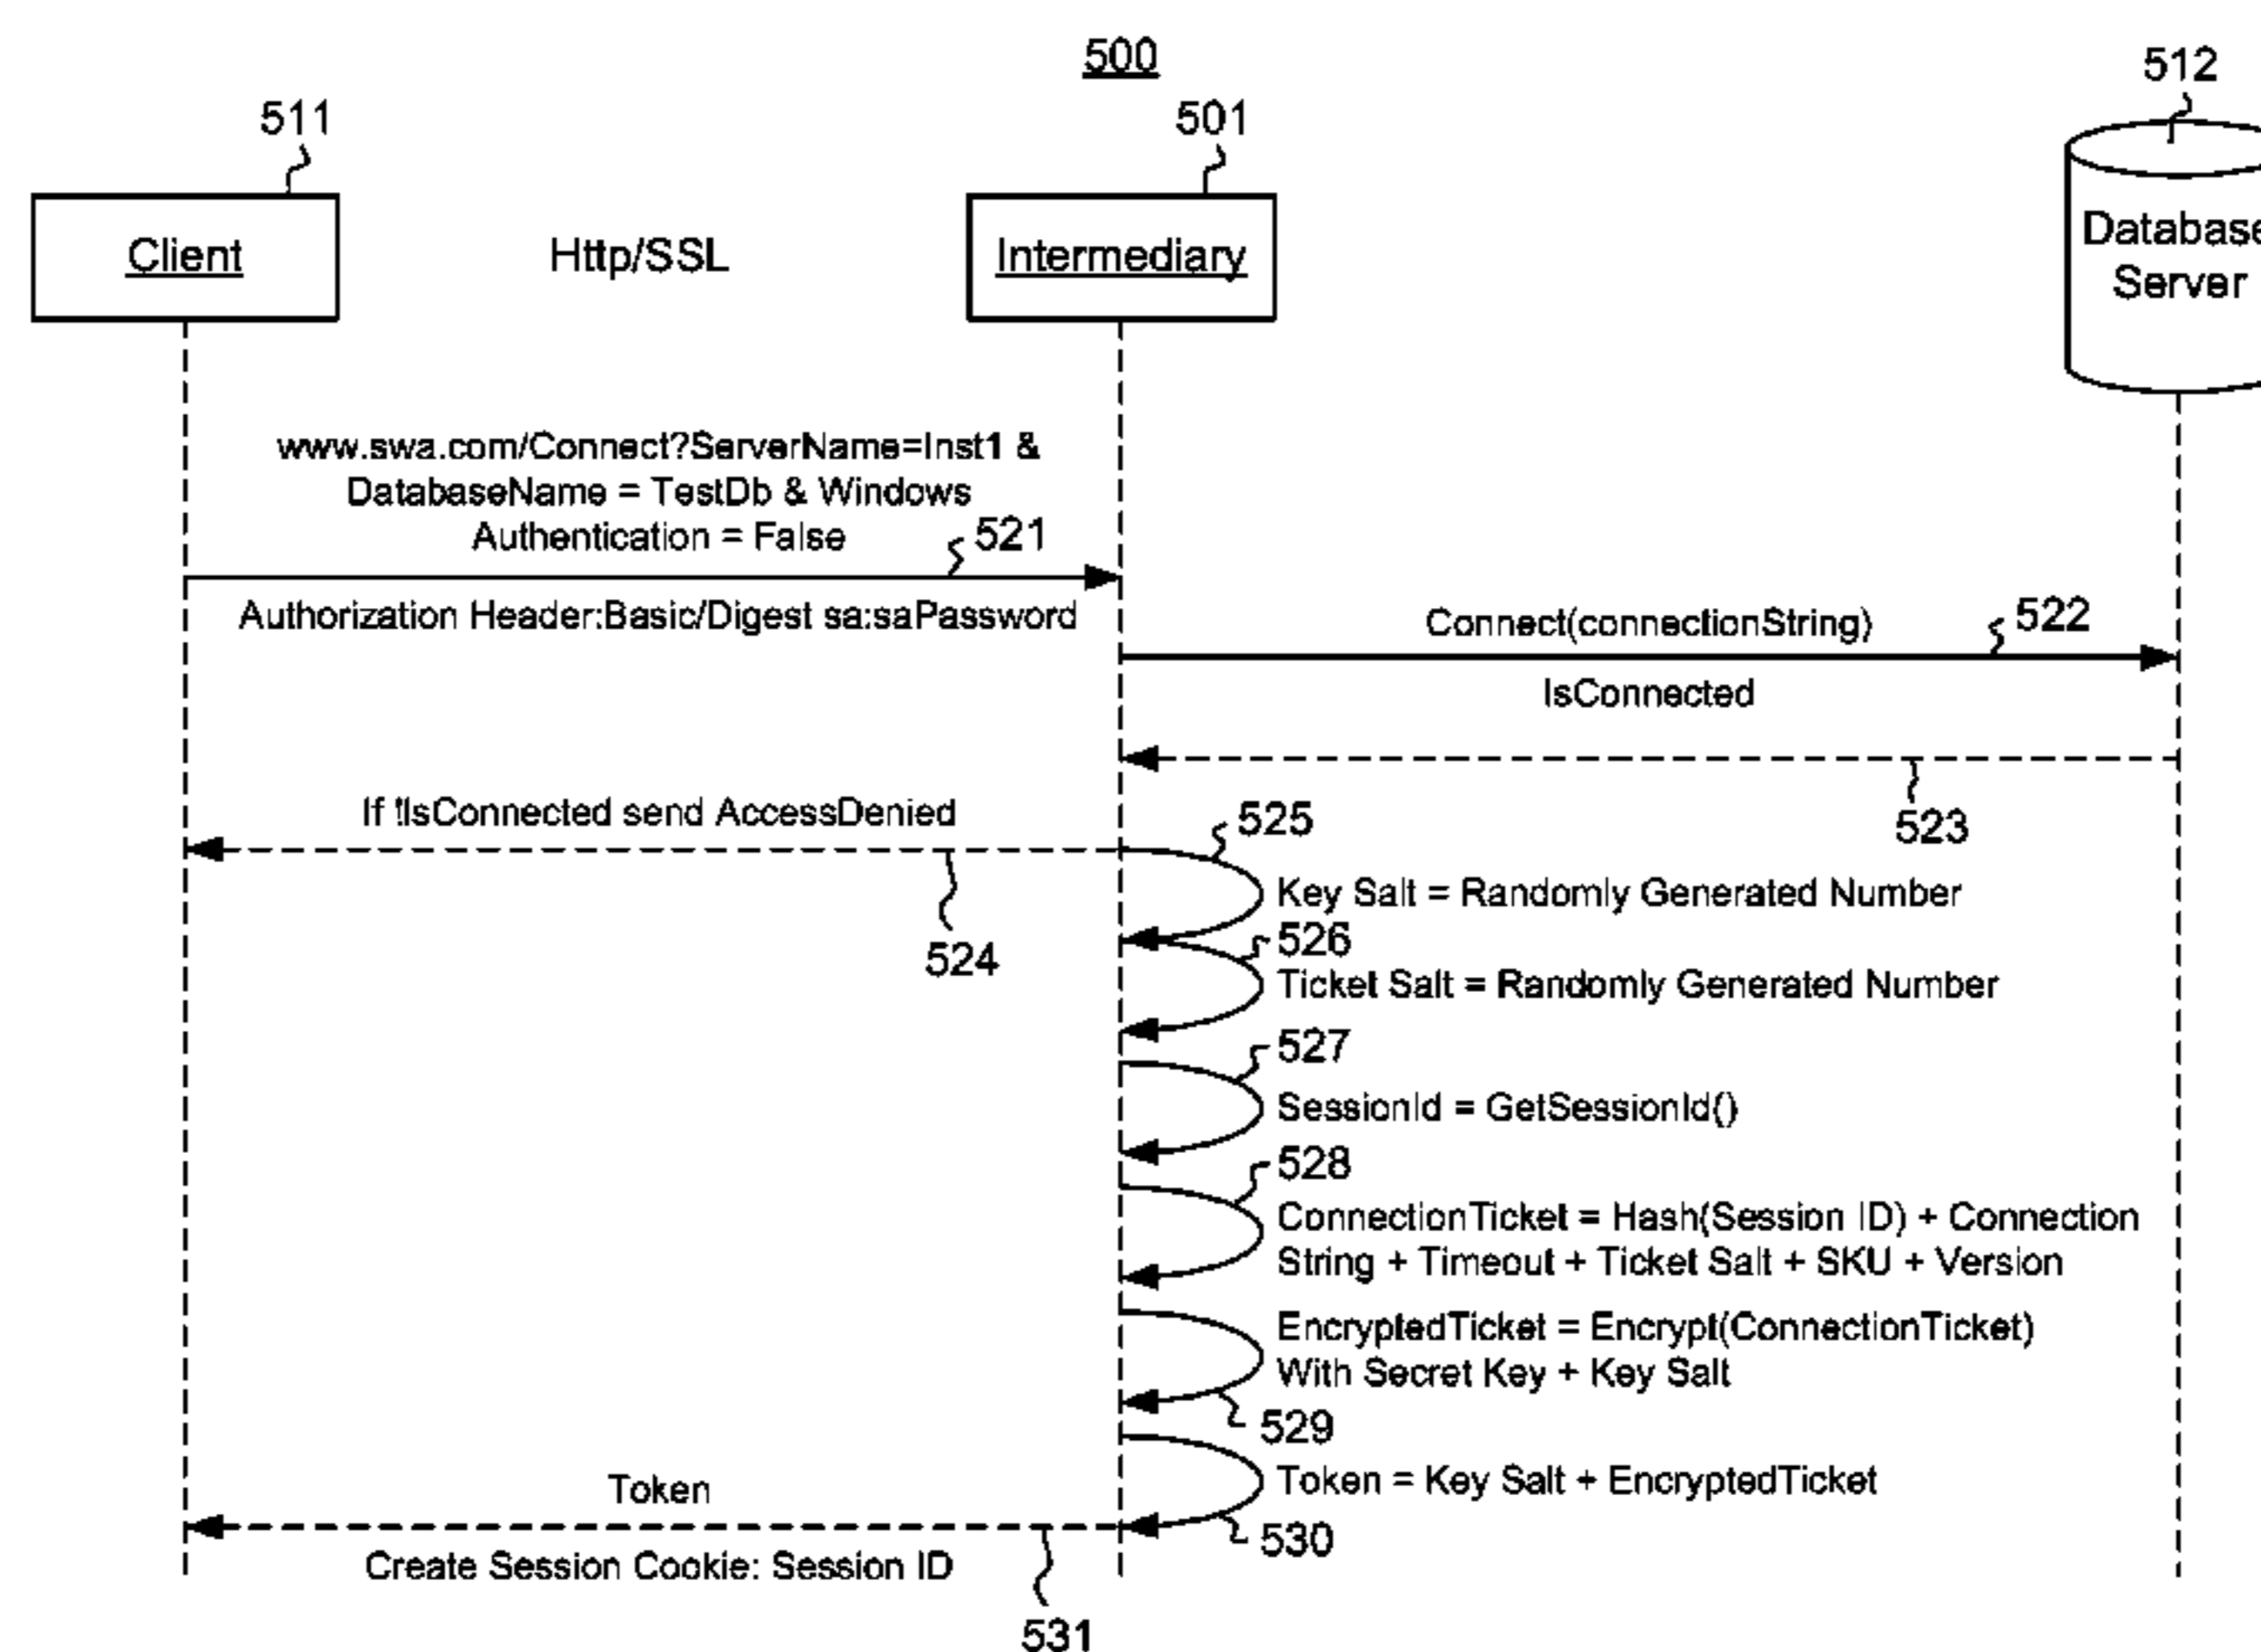 500
511
501
512
Client
Http/SSL
Intermediary
Database
Server
www.swa.com/Connect?ServerName=Inst1 &
DatabaseName = TestDb & Windows
Authentication = False
521
Authorization Header:Basic/Digest sa:saPassword
Connect(connectionString)
522
IsConnected
523
If !IsConnected send AccessDenied
524
525
Key Salt = Randomly Generated Number
526
Ticket Salt = Randomly Generated Number
527
SessionId = GetSessionId()
528
ConnectionTicket = Hash(Session ID) + Connection
String + Timeout + Ticket Salt + SKU + Version
EncryptedTicket = Encrypt(ConnectionTicket)
With Secret Key + Key Salt
529
Token = Key Salt + EncryptedTicket
530
Token
Create Session Cookie: Session ID
531